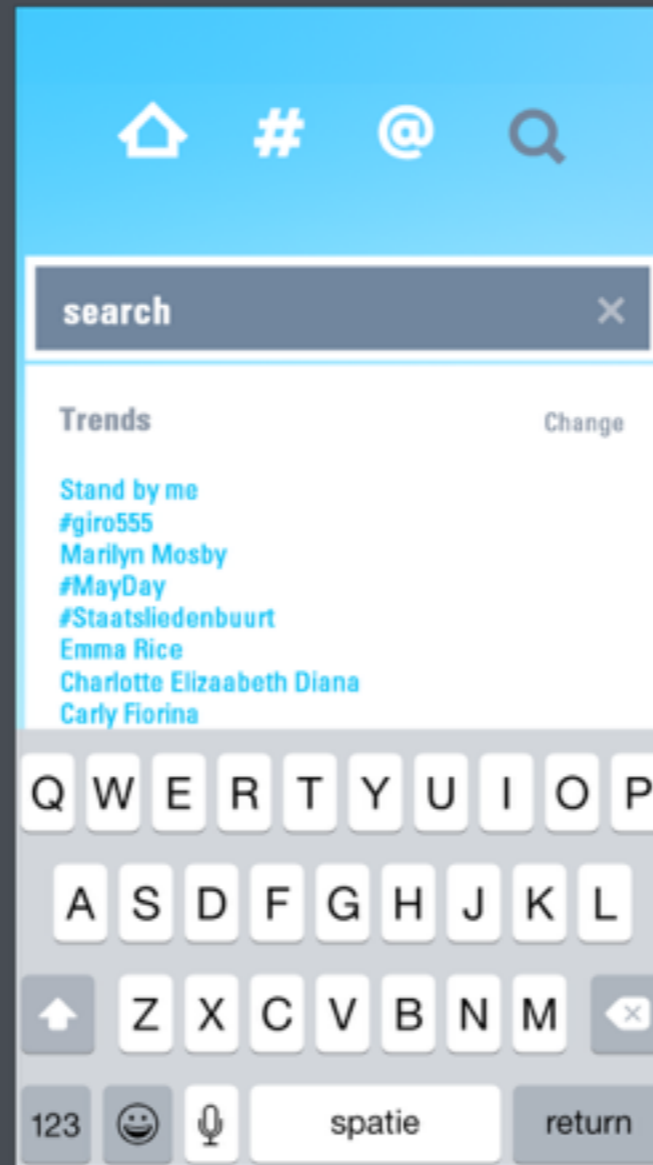 # @
search ×
Trends Change
Stand by me
#giro555
Marilyn Mosby
#MayDay
#Staatsliedenbuurt
Emma Rice
Charlotte Elizaabeth Diana
Carly Fiorina
Q W E R T Y U I O P
A S D F G H J K L
Z X C V B N M
123 spatie return